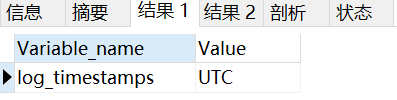 信息 摘要 结果 1 结果 2 剖析 状态
Variable_name Value
log_timestamps UTC